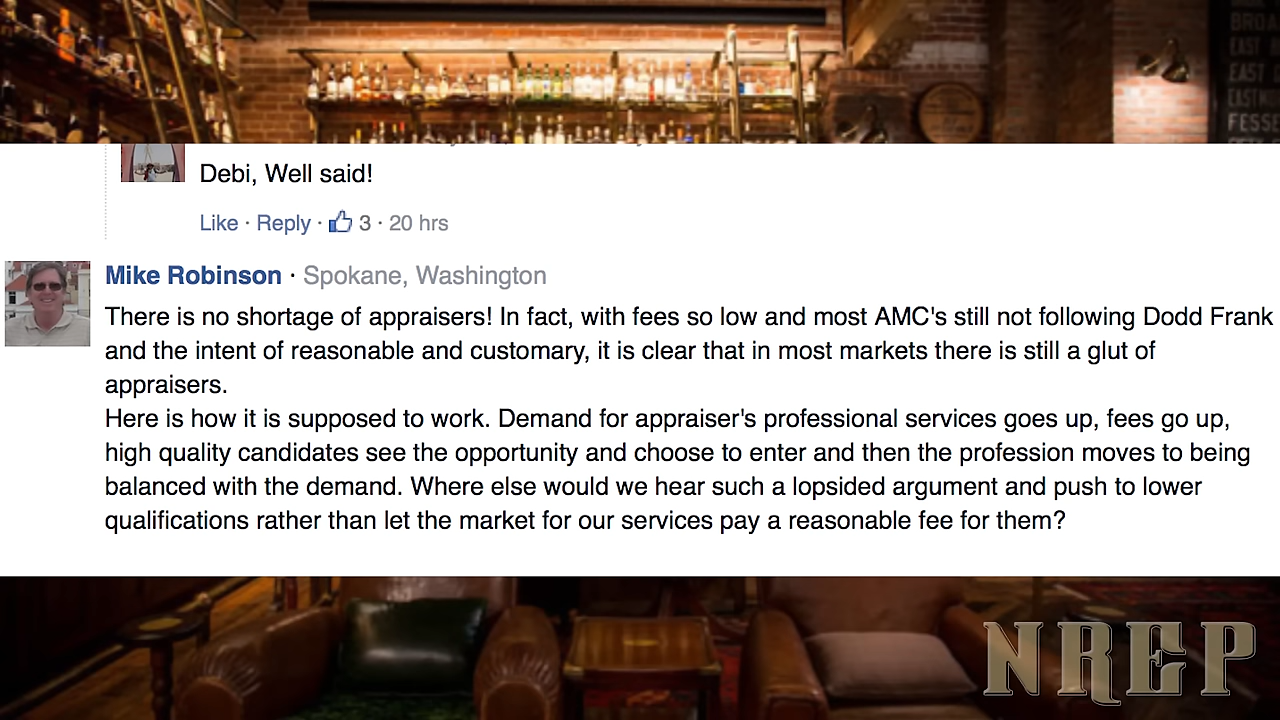 BROA
EAST
EAST
EASTWO
FESSE
Debi, Well said!
Like · Reply · 3 · 20 hrs
Mike Robinson · Spokane, Washington
There is no shortage of appraisers! In fact, with fees so low and most AMC's still not following Dodd Frank
and the intent of reasonable and customary, it is clear that in most markets there is still a glut of
appraisers.
Here is how it is supposed to work. Demand for appraiser's professional services goes up, fees go up,
high quality candidates see the opportunity and choose to enter and then the profession moves to being
balanced with the demand. Where else would we hear such a lopsided argument and push to lower
qualifications rather than let the market for our services pay a reasonable fee for them?
NREP